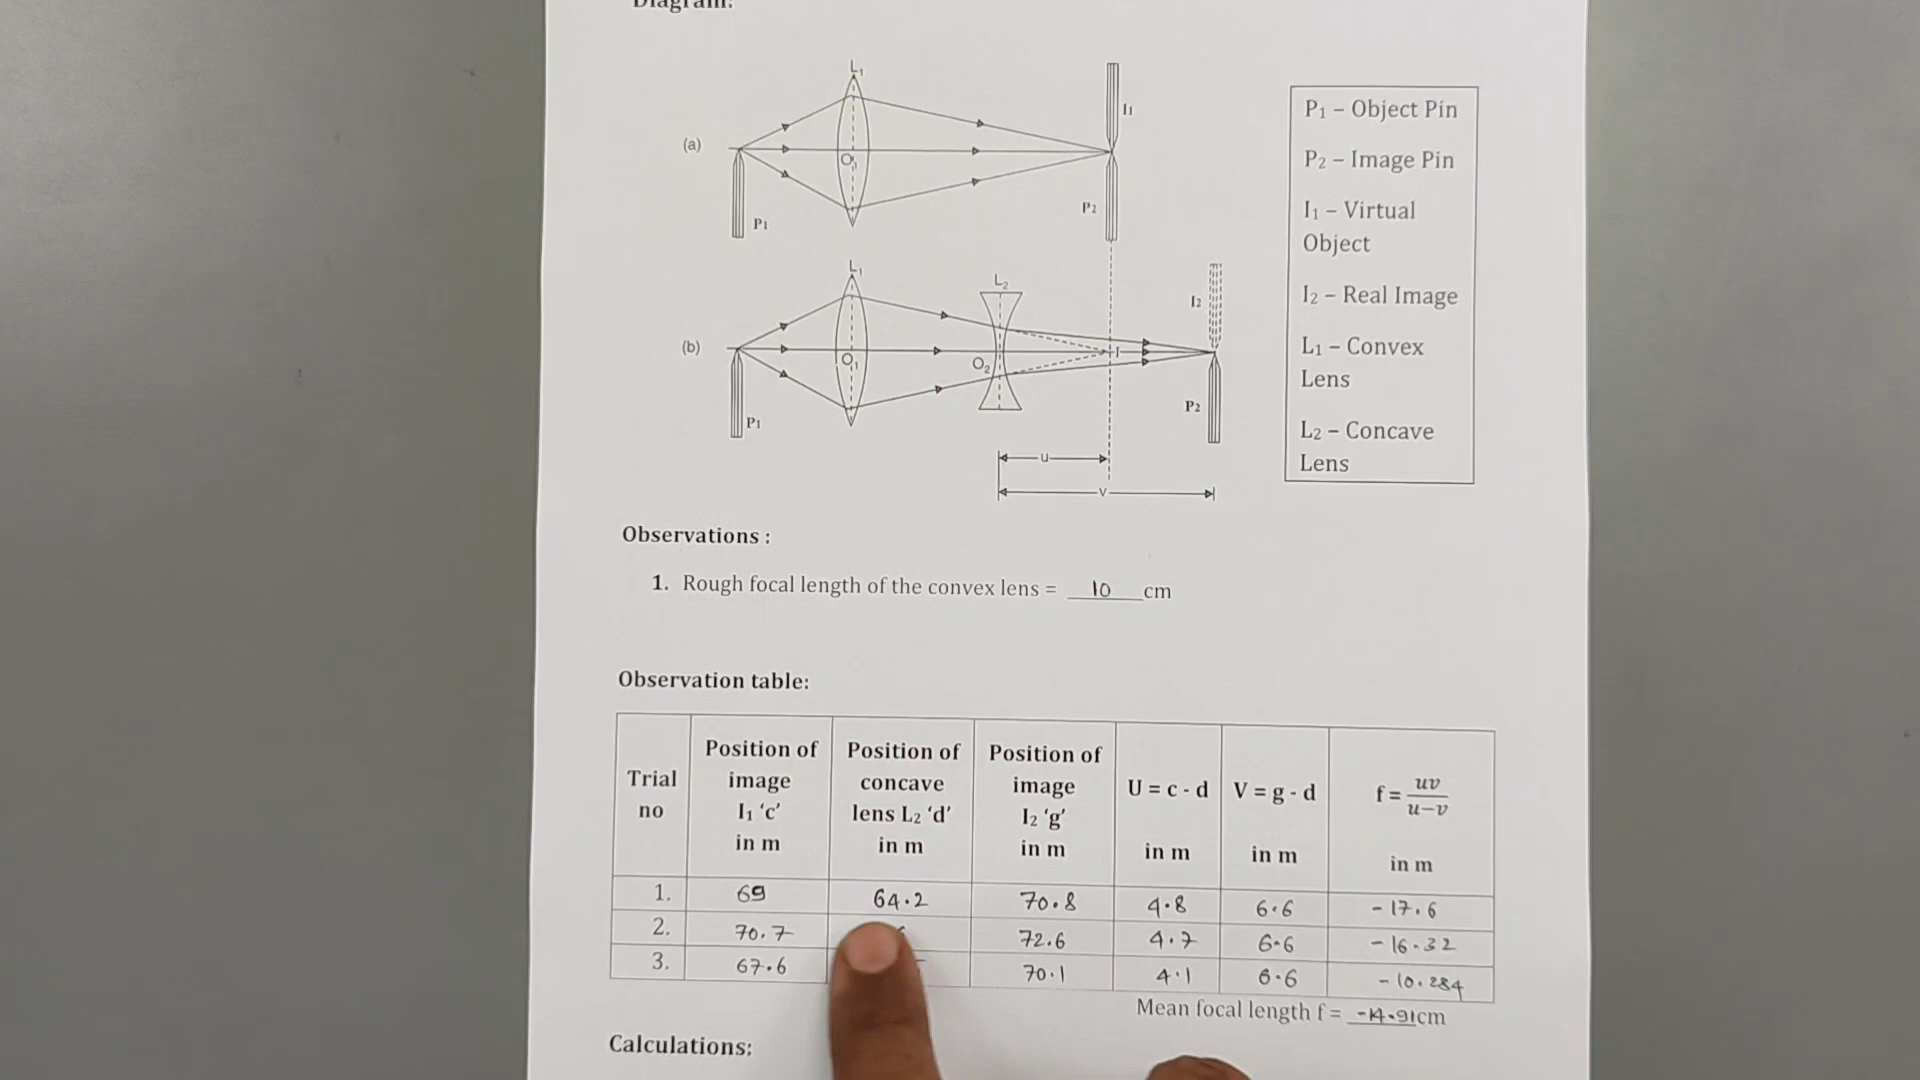 Diagram:
L1
I1
(a)
O1
P2
P1
L1
L2
I2
(b)
O1
O2
I
P2
P1
u
v
P1 – Object Pin
P2 – Image Pin
I1 – Virtual
Object
I2 – Real Image
L1 – Convex
Lens
L2 – Concave
Lens
Observations :
1. Rough focal length of the convex lens = 10 cm
Observation table:
Trial no | Position of image I1 ‘c’ in m | Position of concave lens L2 ‘d’ in m | Position of image I2 ‘g’ in m | U = c - d in m | V = g - d in m | f = uv/u−v in m
1. 69 64.2 70.8 4.8 6.6 -17.6
2. 70.7 72.6 4.7 6.6 -16.32
3. 67.6 70.1 4.1 6.6 -10.284
Mean focal length f = -14.91cm
Calculations: